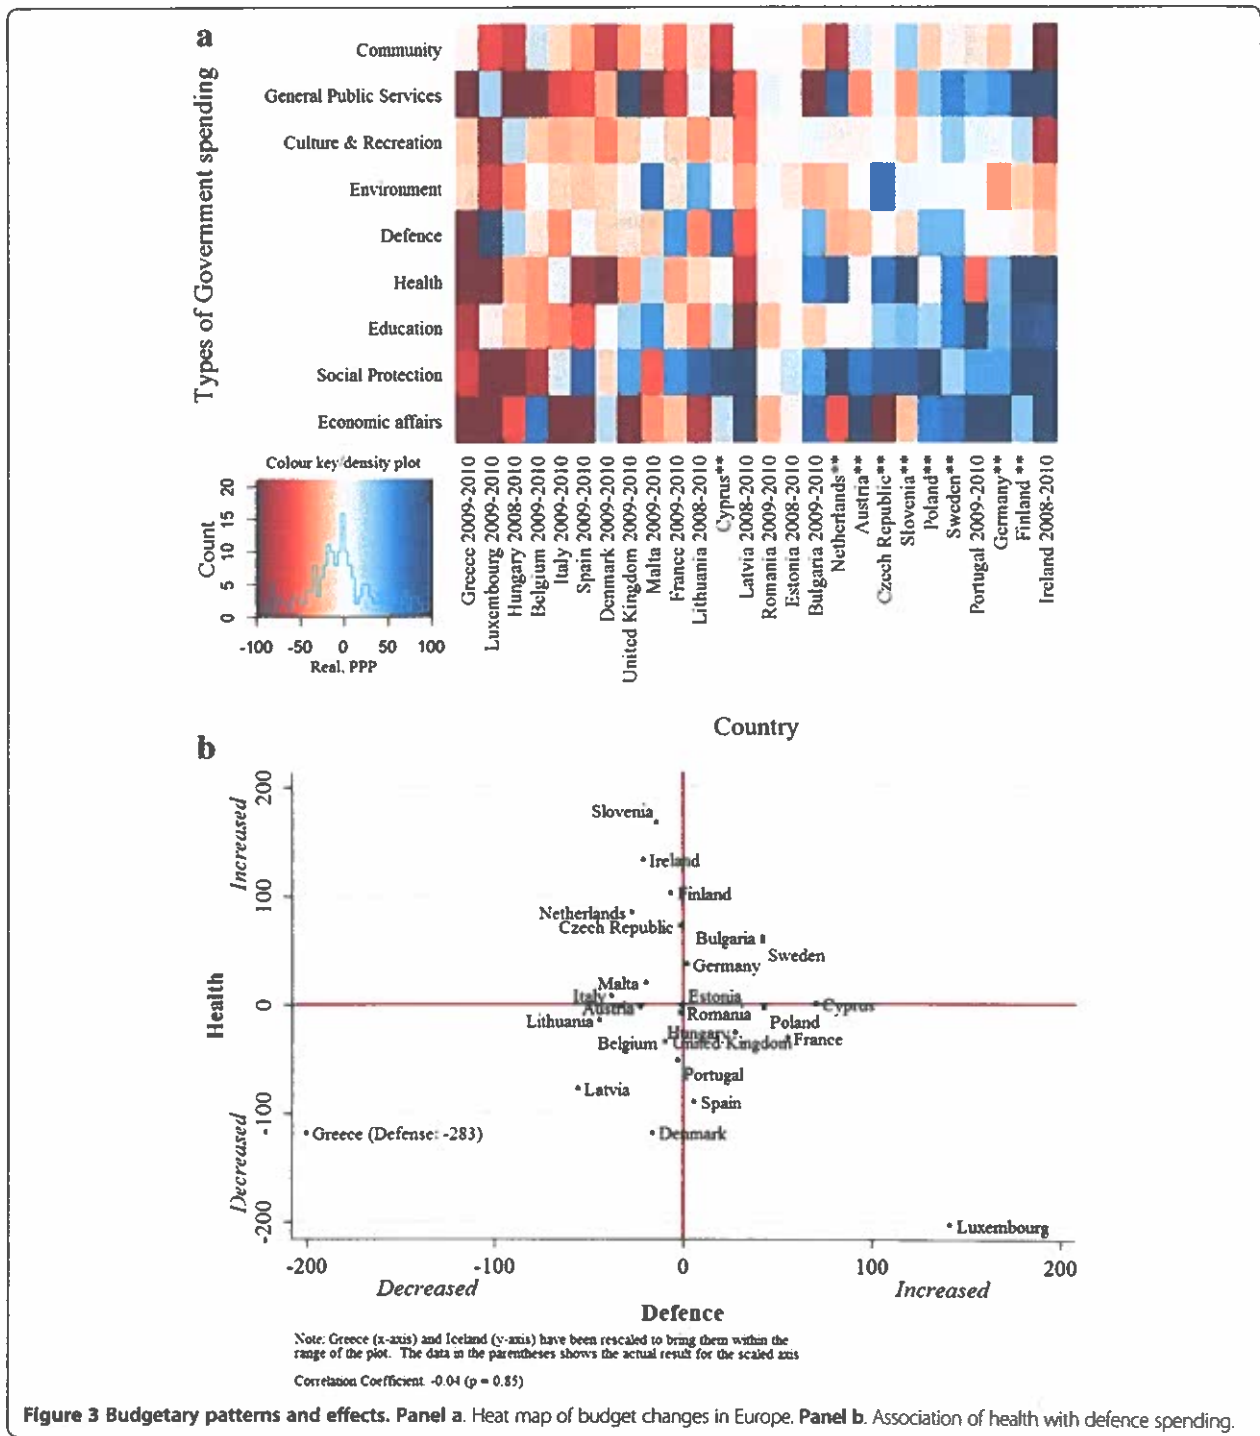 a
Types of Government spending
Community
General Public Services
Culture & Recreation
Environment
Defence
Health
Education
Social Protection
Economic affairs
Colour key/density plot
Count
20
15
10
5
0
-100 -50 0 50 100
Real, PPP
Greece 2009-2010
Luxembourg 2009-2010
Hungary 2008-2010
Belgium 2009-2010
Italy 2009-2010
Spain 2009-2010
Denmark 2009-2010
United Kingdom 2009-2010
Malta 2009-2010
France 2009-2010
Lithuania 2008-2010
Cyprus**
Latvia 2008-2010
Romania 2009-2010
Estonia 2008-2010
Bulgaria 2009-2010
Netherlands**
Austria**
Czech Republic**
Slovenia**
Poland**
Sweden**
Portugal 2009-2010
Germany**
Finland **
Ireland 2008-2010
Country
b
Health
Increased
Decreased
200
100
0
-100
-200
Slovenia
Ireland
Finland
Netherlands
Czech Republic
Bulgaria
Sweden
Germany
Malta
Italy
Estonia
Austria
Cyprus
Romania
Lithuania
Poland
Hungary
Belgium
United Kingdom
France
Portugal
Latvia
Spain
Greece (Defense: -283)
Denmark
Luxembourg
-200 -100 0 100 200
Decreased
Increased
Defence
Note: Greece (x-axis) and Iceland (y-axis) have been rescaled to bring them within the
range of the plot. The data in the parentheses shows the actual result for the scaled axis
Correlation Coefficient. -0.04 (p = 0.85)
Figure 3 Budgetary patterns and effects. Panel a. Heat map of budget changes in Europe. Panel b. Association of health with defence spending.